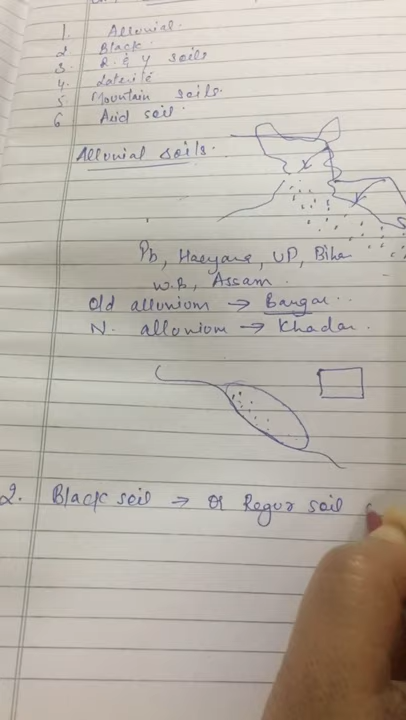 1. Alluvial.
2 Black.
3. R. & Y soils
4. Laterite
5 Mountain soils.
6 Acid soil.
Alluvial soils.
Pb, Haryana, UP, Bihar
W.B, Assam.
Old alluvium → Bangar.
N. alluvium → Khadar.
2. Black soil → or Regur soil